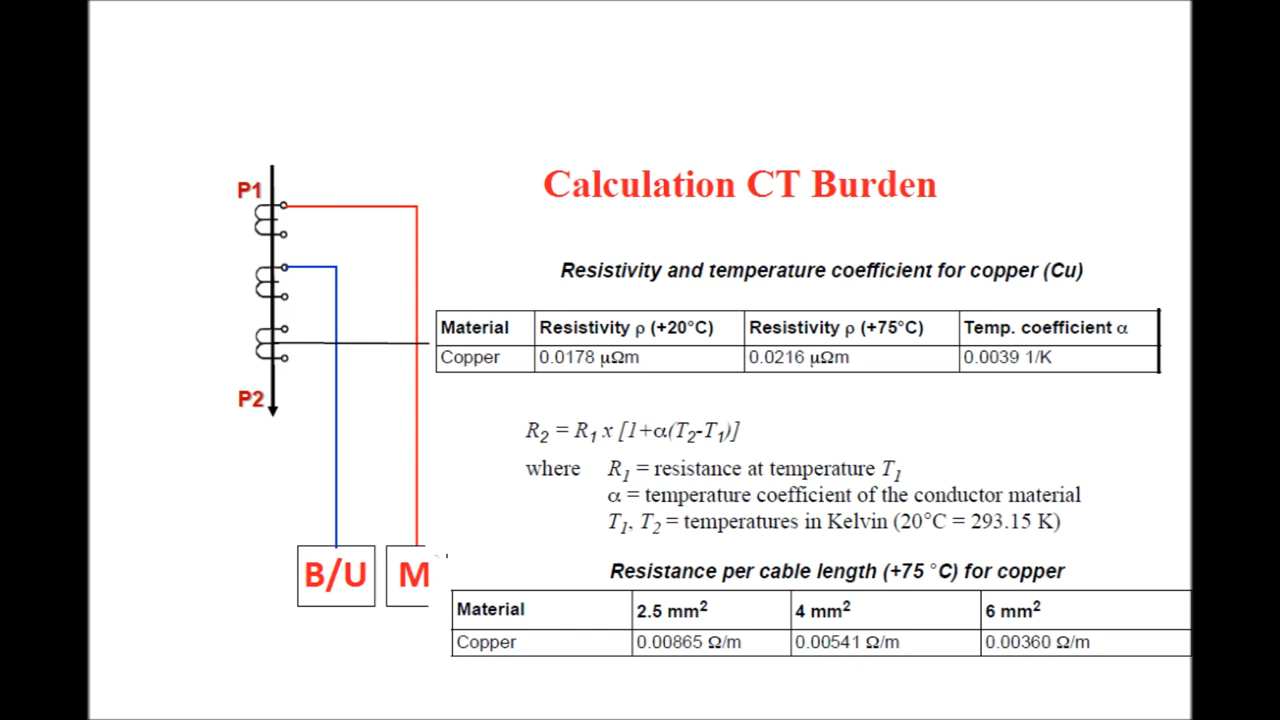 P1
Calculation CT Burden
Resistivity and temperature coefficient for copper (Cu)
Material Resistivity ρ (+20°C) Resistivity ρ (+75°C) Temp. coefficient α
Copper 0.0178 μΩm 0.0216 μΩm 0.0039 1/K
P2
R2 = R1 x [1+α(T2-T1)]
where R1 = resistance at temperature T1
α = temperature coefficient of the conductor material
T1, T2 = temperatures in Kelvin (20°C = 293.15 K)
B/U M
Resistance per cable length (+75 °C) for copper
Material 2.5 mm² 4 mm² 6 mm²
Copper 0.00865 Ω/m 0.00541 Ω/m 0.00360 Ω/m